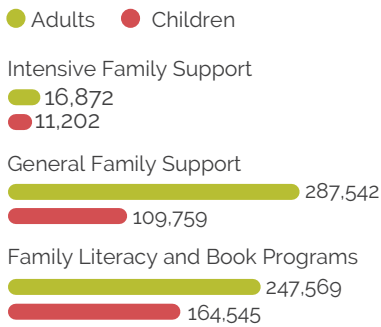 Adults Children
Intensive Family Support
16,872
11,202
General Family Support
287,542
109,759
Family Literacy and Book Programs
247,569
164,545